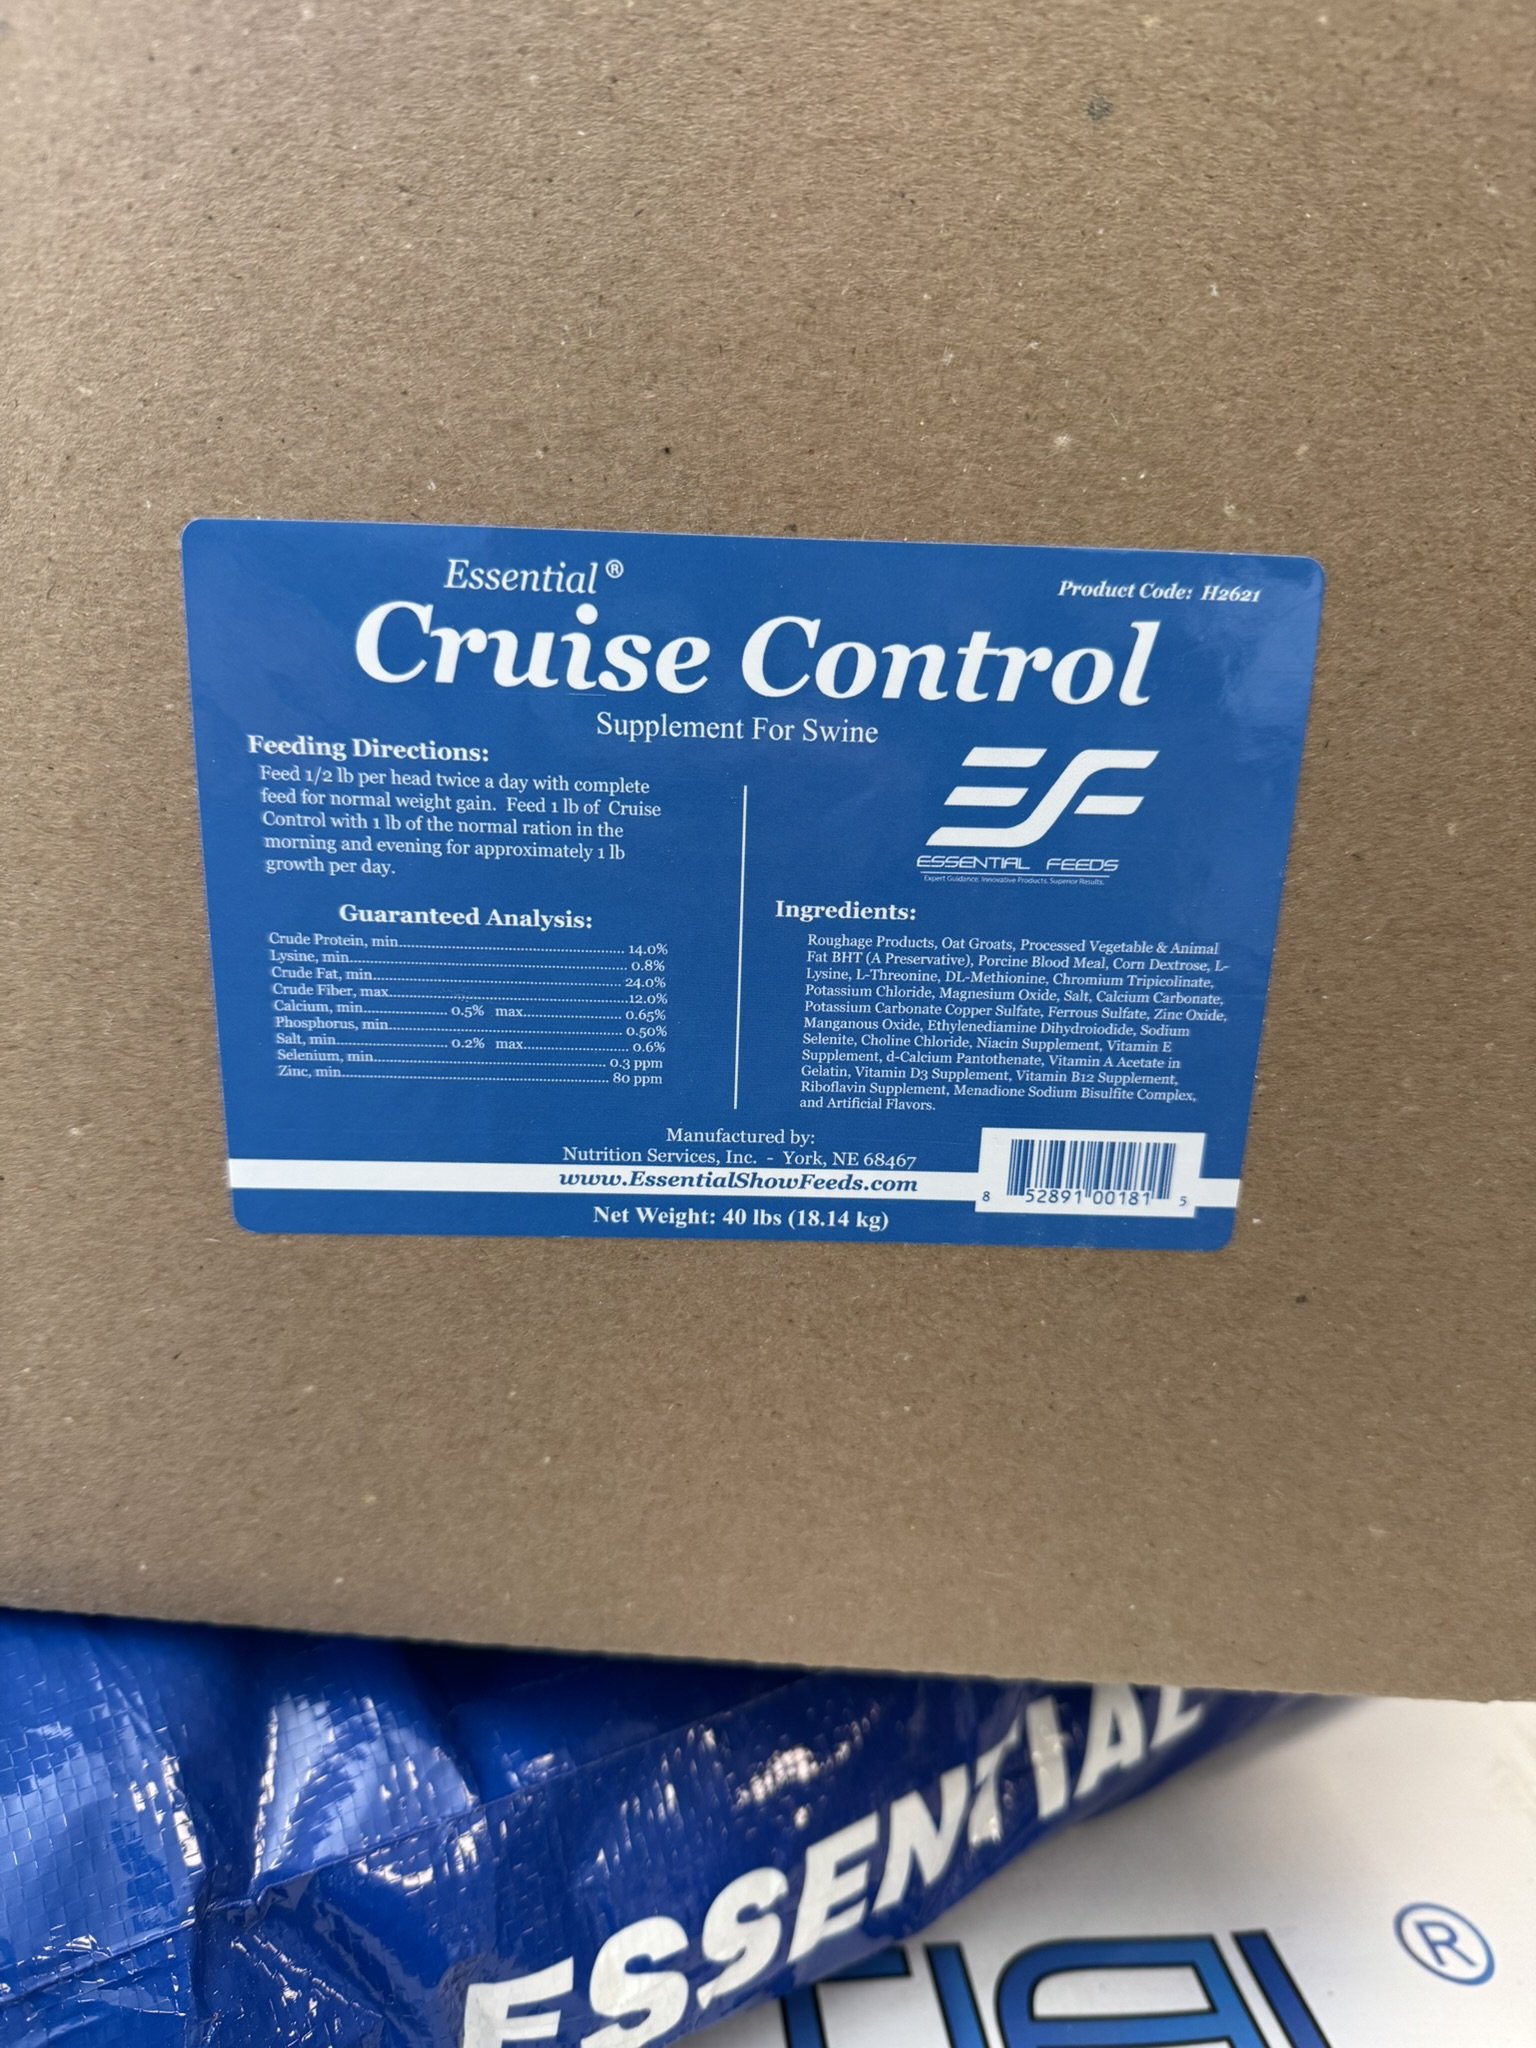 Essential®
Product Code: H2621
Cruise Control
Supplement For Swine
Feeding Directions:
Feed 1/2 lb per head twice a day with complete
feed for normal weight gain. Feed 1 lb of Cruise
Control with 1 lb of the normal ration in the
morning and evening for approximately 1 lb
growth per day.
Guaranteed Analysis:
Crude Protein, min. 14.0%
Lysine, min. 0.8%
Crude Fat, min. 24.0%
Crude Fiber, max. 12.0%
Calcium, min. 0.5% max. 0.65%
Phosphorus, min. 0.50%
Salt, min. 0.2% max. 0.6%
Selenium, min. 0.3 ppm
Zinc, min. 80 ppm
EF
ESSENTIAL FEEDS
Expert Guidance. Innovative Products. Superior Results.
Ingredients:
Roughage Products, Oat Groats, Processed Vegetable & Animal
Fat BHT (A Preservative), Porcine Blood Meal, Corn Dextrose, L-
Lysine, L-Threonine, DL-Methionine, Chromium Tripicolinate,
Potassium Chloride, Magnesium Oxide, Salt, Calcium Carbonate,
Potassium Carbonate Copper Sulfate, Ferrous Sulfate, Zinc Oxide,
Manganous Oxide, Ethylenediamine Dihydroiodide, Sodium
Selenite, Choline Chloride, Niacin Supplement, Vitamin E
Supplement, d-Calcium Pantothenate, Vitamin A Acetate in
Gelatin, Vitamin D3 Supplement, Vitamin B12 Supplement,
Riboflavin Supplement, Menadione Sodium Bisulfite Complex,
and Artificial Flavors.
Manufactured by:
Nutrition Services, Inc. - York, NE 68467
www.EssentialShowFeeds.com
Net Weight: 40 lbs (18.14 kg)
8 52891 00181 5
ESSENTIAL
®